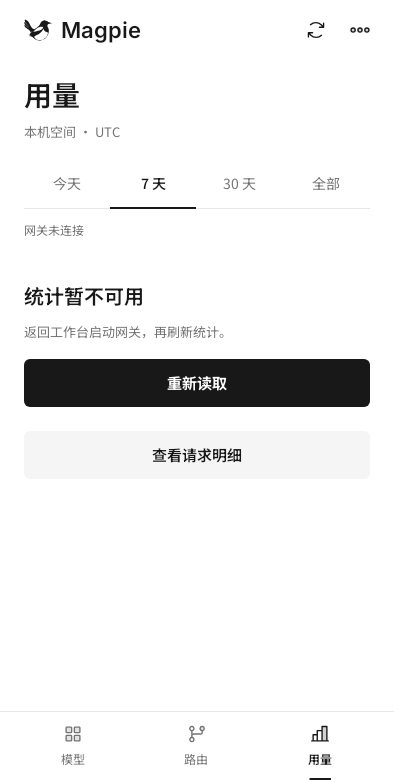 Magpie
用量
本机空间 · UTC
今天
7 天
30 天
全部
网关未连接
统计暂不可用
返回工作台启动网关，再刷新统计。
重新读取
查看请求明细
模型
路由
用量